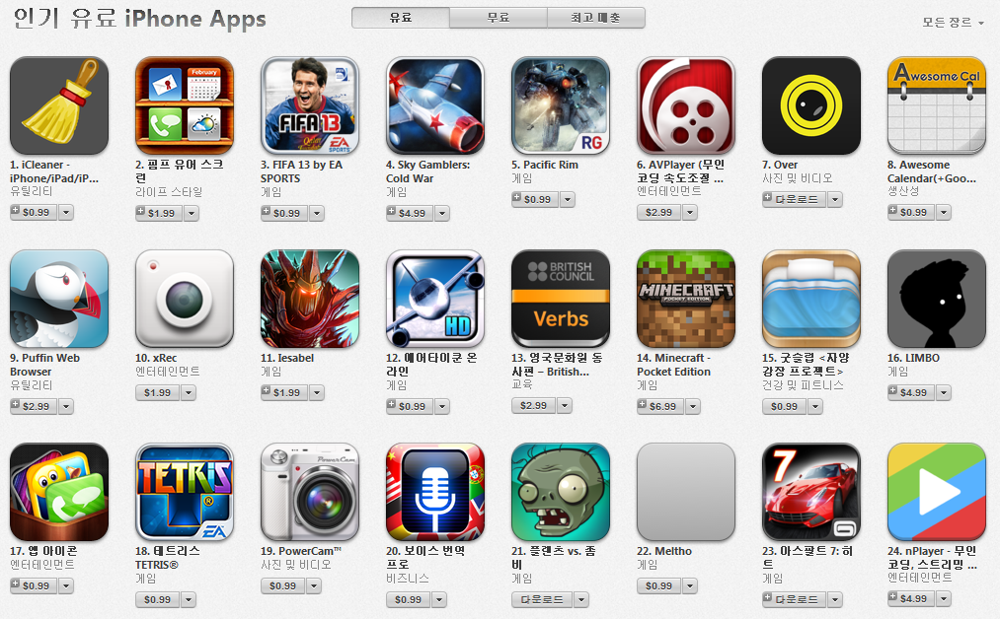 인기 유료 iPhone Apps
유료
무료
최고 매출
모든 장르
February
FIFA 13
EA
SPORTS
RG
Awesome Cal
1. iCleaner -
iPhone/iPad/iP...
유틸리티
$0.99
2. 펌프 유어 스크
린
라이프 스타일
$1.99
3. FIFA 13 by EA
SPORTS
게임
$0.99
4. Sky Gamblers:
Cold War
게임
$4.99
5. Pacific Rim
게임
$0.99
6. AVPlayer (무인
코딩 속도조절 ...
엔터테인먼트
$2.99
7. Over
사진 및 비디오
다운로드
8. Awesome
Calendar(+Goo...
생산성
$0.99
HD
BRITISH
COUNCIL
Verbs
MINECRAFT
POCKET EDITION
9. Puffin Web
Browser
유틸리티
$2.99
10. xRec
엔터테인먼트
$1.99
11. Iesabel
게임
$1.99
12. 에어타이쿤 온
라인
게임
$0.99
13. 영국문화원 동
사편 – British...
교육
$2.99
14. Minecraft -
Pocket Edition
게임
$6.99
15. 굿슬립 <자양
강장 프로젝트>
건강 및 피트니스
$0.99
16. LIMBO
게임
$4.99
TETRIS
®
EA
PowerCam
7
17. 앱 아이콘
엔터테인먼트
$0.99
18. 테트리스
TETRIS®
게임
$0.99
19. PowerCam™
사진 및 비디오
$0.99
20. 보이스 번역
프로
비즈니스
$0.99
21. 플랜츠 vs. 좀
비
게임
다운로드
22. Meltho
게임
$0.99
23. 아스팔트 7: 히
트
게임
다운로드
24. nPlayer - 무인
코딩, 스트리밍 ...
엔터테인먼트
$4.99